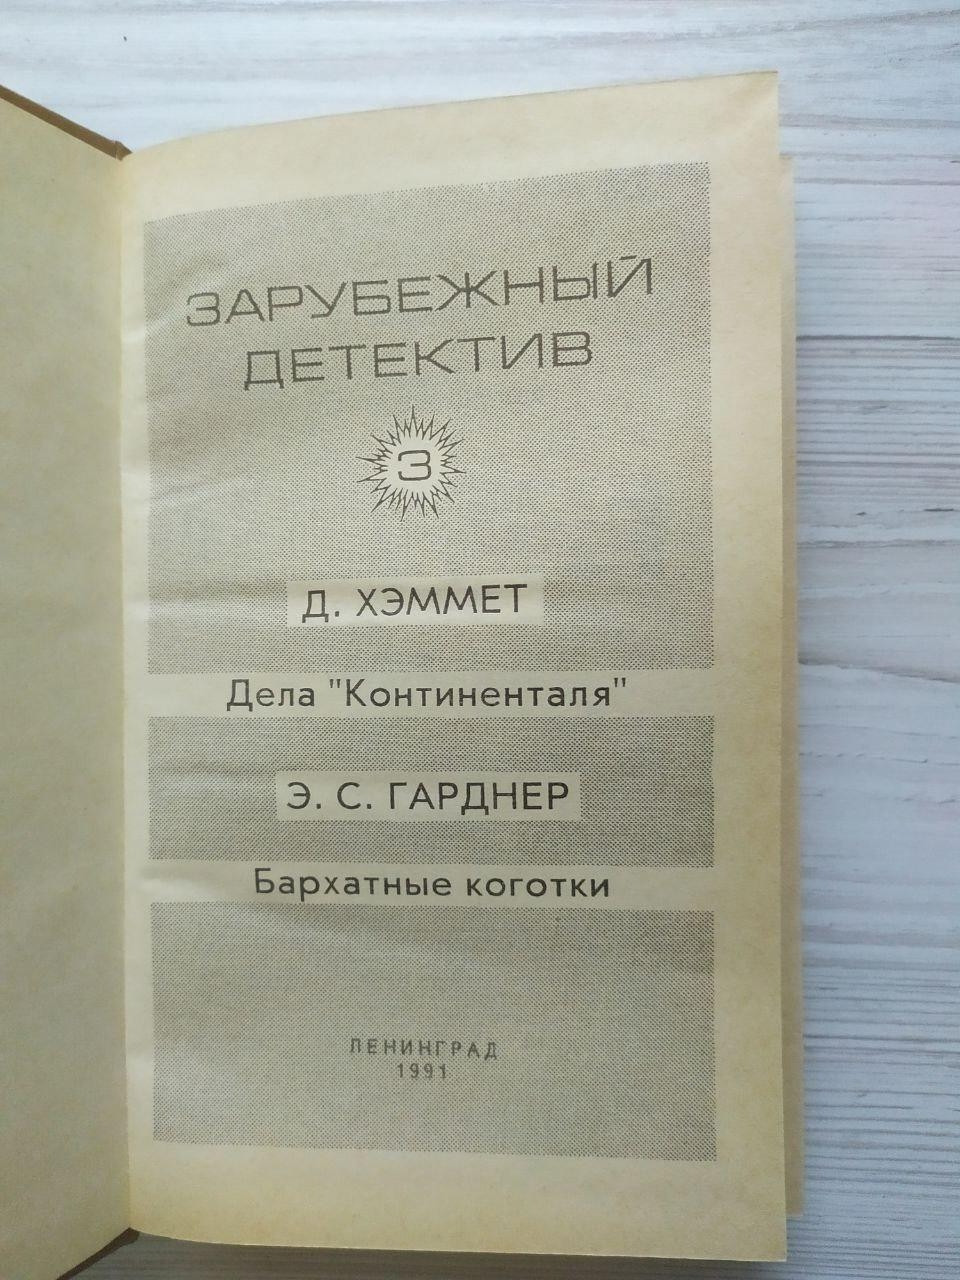 ЗАРУБЕЖНЫЙ
ДЕТЕКТИВ
3
Д. ХЭММЕТ
Дела "Континенталя"
Э. С. ГАРДНЕР
Бархатные коготки
ЛЕНИНГРАД
1991